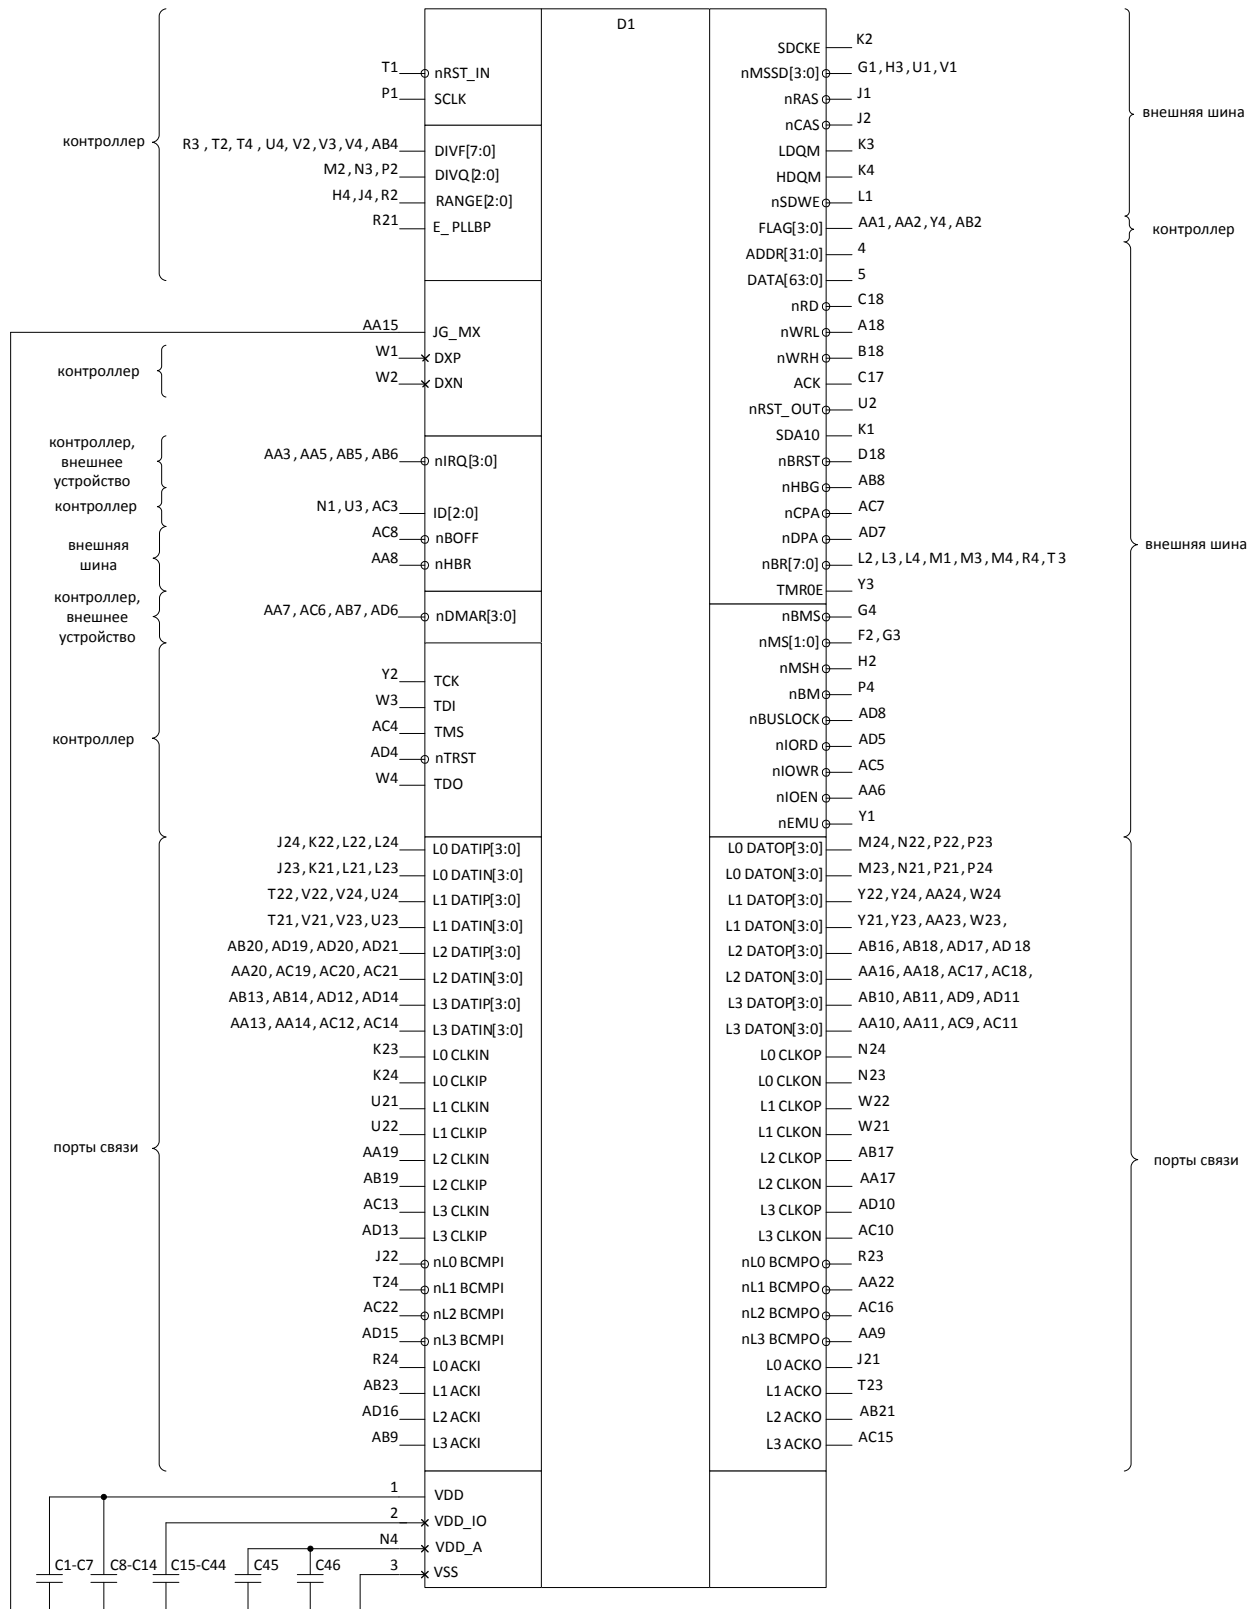 D1
контроллер
T1 nRST_IN
P1 SCLK
R3 , T2, T4 , U4, V2, V3, V4, AB4 DIVF[7:0]
M2, N3, P2 DIVQ[2:0]
H4, J4, R2 RANGE[2:0]
R21 E_ PLLBP
AA15 JG_MX
контроллер
W1 DXP
W2 DXN
контроллер,
внешнее
устройство
AA3, AA5, AB5, AB6 nIRQ[3:0]
контроллер
N1, U3, AC3 ID[2:0]
внешняя
шина
AC8 nBOFF
AA8 nHBR
контроллер,
внешнее
устройство
AA7, AC6, AB7, AD6 nDMAR[3:0]
контроллер
Y2 TCK
W3 TDI
AC4 TMS
AD4 nTRST
W4 TDO
порты связи
J24, K22, L22, L24 L0 DATIP[3:0]
J23, K21, L21, L23 L0 DATIN[3:0]
T22, V22, V24, U24 L1 DATIP[3:0]
T21, V21, V23, U23 L1 DATIN[3:0]
AB20, AD19, AD20, AD21 L2 DATIP[3:0]
AA20, AC19, AC20, AC21 L2 DATIN[3:0]
AB13, AB14, AD12, AD14 L3 DATIP[3:0]
AA13, AA14, AC12, AC14 L3 DATIN[3:0]
K23 L0 CLKIN
K24 L0 CLKIP
U21 L1 CLKIN
U22 L1 CLKIP
AA19 L2 CLKIN
AB19 L2 CLKIP
AC13 L3 CLKIN
AD13 L3 CLKIP
J22 nL0 BCMPI
T24 nL1 BCMPI
AC22 nL2 BCMPI
AD15 nL3 BCMPI
R24 L0 ACKI
AB23 L1 ACKI
AD16 L2 ACKI
AB9 L3 ACKI
1 VDD
2 VDD_IO
N4 VDD_A
3 VSS
C1-C7 C8-C14 C15-C44 C45 C46
SDCKE K2
nMSSD[3:0] G1, H3, U1, V1
nRAS J1
nCAS J2
LDQM K3
HDQM K4
nSDWE L1
внешняя шина
FLAG[3:0] AA1, AA2, Y4, AB2
контроллер
ADDR[31:0] 4
DATA[63:0] 5
nRD C18
nWRL A18
nWRH B18
ACK C17
nRST_OUT U2
SDA10 K1
nBRST D18
nHBG AB8
nCPA AC7
nDPA AD7
nBR[7:0] L2, L3, L4, M1, M3, M4, R4, T3
TMR0E Y3
внешняя шина
nBMS G4
nMS[1:0] F2, G3
nMSH H2
nBM P4
nBUSLOCK AD8
nIORD AD5
nIOWR AC5
nIOEN AA6
nEMU Y1
L0 DATOP[3:0] M24, N22, P22, P23
L0 DATON[3:0] M23, N21, P21, P24
L1 DATOP[3:0] Y22, Y24, AA24, W24
L1 DATON[3:0] Y21, Y23, AA23, W23,
L2 DATOP[3:0] AB16, AB18, AD17, AD18
L2 DATON[3:0] AA16, AA18, AC17, AC18,
L3 DATOP[3:0] AB10, AB11, AD9, AD11
L3 DATON[3:0] AA10, AA11, AC9, AC11
L0 CLKOP N24
L0 CLKON N23
L1 CLKOP W22
L1 CLKON W21
L2 CLKOP AB17
L2 CLKON AA17
L3 CLKOP AD10
L3 CLKON AC10
nL0 BCMPO R23
nL1 BCMPO AA22
nL2 BCMPO AC16
nL3 BCMPO AA9
L0 ACKO J21
L1 ACKO T23
L2 ACKO AB21
L3 ACKO AC15
порты связи